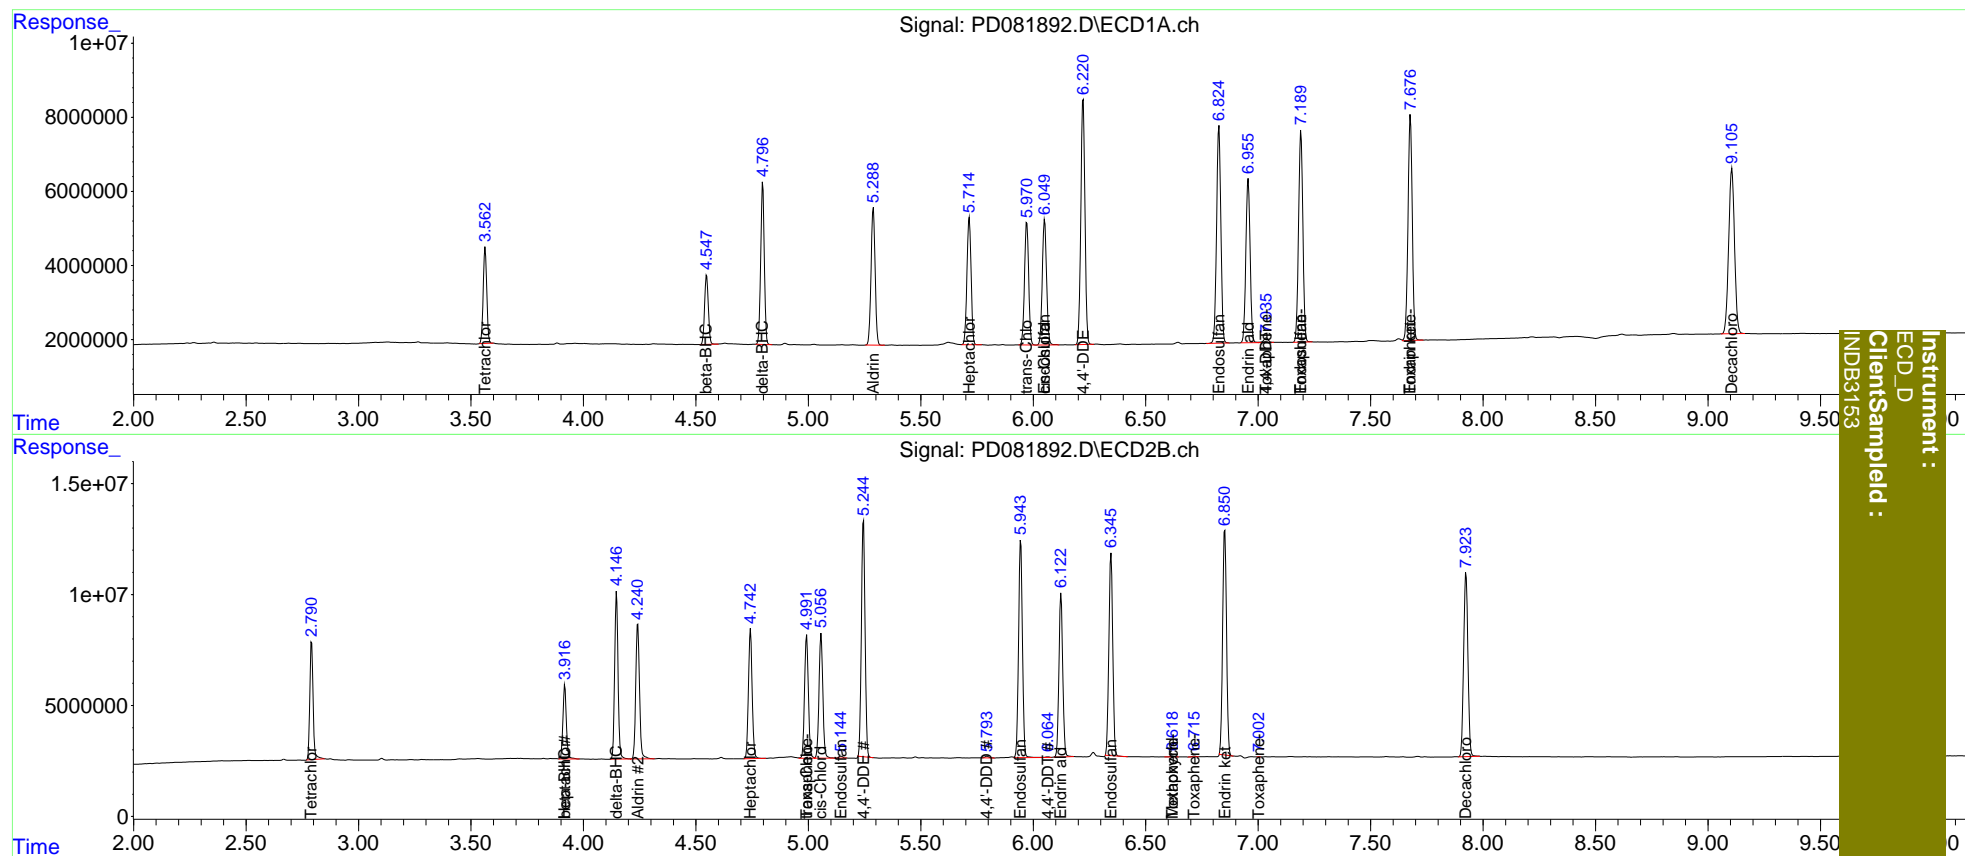 Response_
Signal: PD081892.D\ECD1A.ch
1e+07
8000000
6000000
4000000
2000000
3.562
4.547
4.796
5.288
5.714
5.970
6.049
6.220
6.824
6.955
7.035
7.189
7.676
9.105
Tetrachlor
beta-BHC
delta-BHC
Aldrin
Heptachlor
trans-Chlo
4,4'-DDE
Endosulfan
Endrin ald
Decachloro
Time
2.00 2.50 3.00 3.50 4.00 4.50 5.00 5.50 6.00 6.50 7.00 7.50 8.00 8.50 9.00 9.50
Response_
Signal: PD081892.D\ECD2B.ch
1.5e+07
1e+07
5000000
0
2.790
3.916
4.146
4.240
4.742
4.991
5.056
5.144
5.244
5.793
5.943
6.064
6.122
6.345
6.715
6.850
7.002
7.923
Tetrachlor
delta-BHC
Aldrin #2
Heptachlor
cis-Chlord
Endosulfan
4,4'-DDE #
4,4'-DDD #
Endosulfan
4,4'-DDT #
Endrin ald
Endosulfan
Toxaphene-
Endrin ket
Toxaphene-
Decachloro
Time
2.00 2.50 3.00 3.50 4.00 4.50 5.00 5.50 6.00 6.50 7.00 7.50 8.00 8.50 9.00 9.50
Instrument :
ECD_D
ClientSampleId :
INDB3153